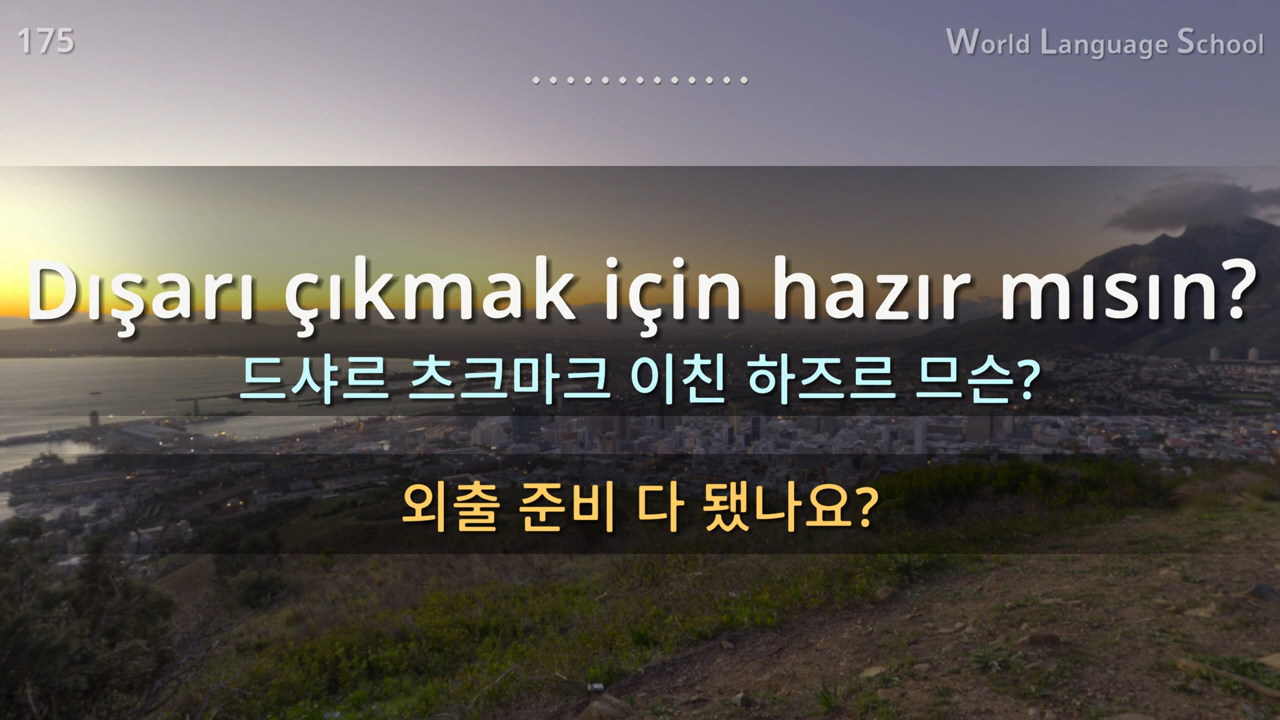 175
World Language School
Dışarı çıkmak için hazır mısın?
드샤르 츠크마크 이친 하즈르 므슨?
외출 준비 다 됐나요?